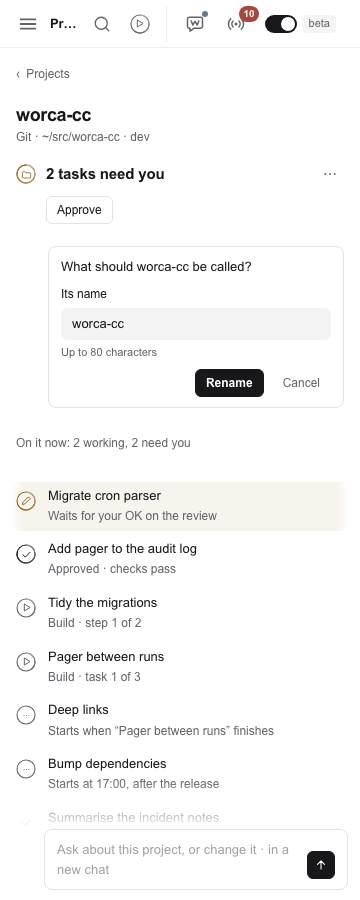 Pr...
10
beta
‹ Projects
worca-cc
Git · ~/src/worca-cc · dev
2 tasks need you
Approve
What should worca-cc be called?
Its name
worca-cc
Up to 80 characters
Rename
Cancel
On it now: 2 working, 2 need you
Migrate cron parser
Waits for your OK on the review
Add pager to the audit log
Approved · checks pass
Tidy the migrations
Build · step 1 of 2
Pager between runs
Build · task 1 of 3
Deep links
Starts when “Pager between runs” finishes
Bump dependencies
Starts at 17:00, after the release
Summarise the incident notes
Ask about this project, or change it · in a
new chat